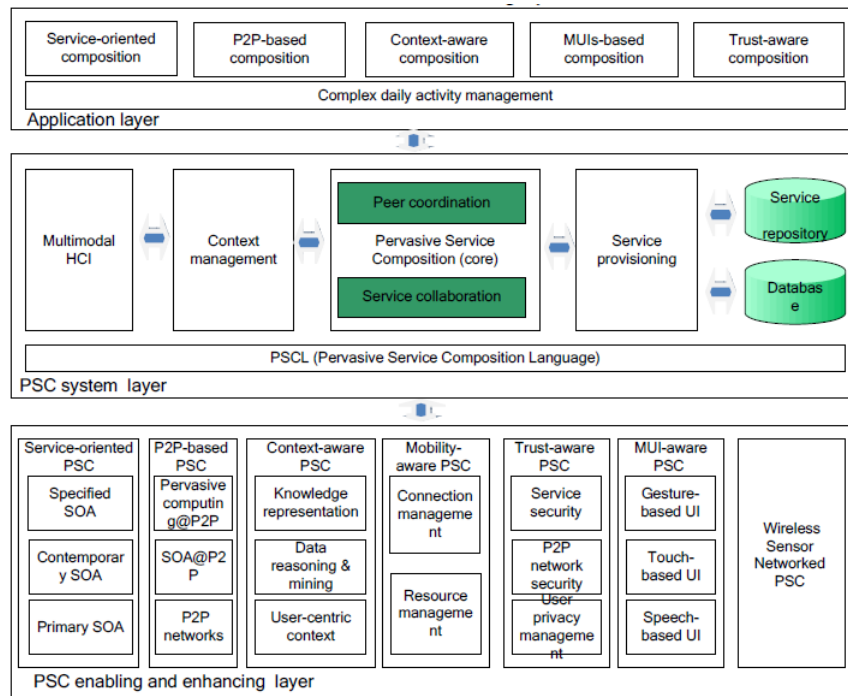 Service-oriented
composition
P2P-based
composition
Context-aware
composition
MUIs-based
composition
Trust-aware
composition
Complex daily activity management
Application layer
Multimodal
HCI
Context
management
Peer coordination
Pervasive Service
Composition (core)
Service collaboration
Service
provisioning
Service
repository
Databas
e
PSCL (Pervasive Service Composition Language)
PSC system layer
Service-oriented
PSC
Specified
SOA
Contemporar
y SOA
Primary SOA
P2P-based
PSC
Pervasive
computin
g@P2P
SOA@P2
P
P2P
networks
Context-aware
PSC
Knowledge
representation
Data
reasoning &
mining
User-centric
context
Mobility-
aware PSC
Connection
manageme
nt
Resource
manageme
nt
Trust-aware
PSC
Service
security
P2P
network
security
User
privacy
manageme
nt
MUI-aware
PSC
Gesture-
based UI
Touch-
based UI
Speech-
based UI
Wireless
Sensor
Networked
PSC
PSC enabling and enhancing layer